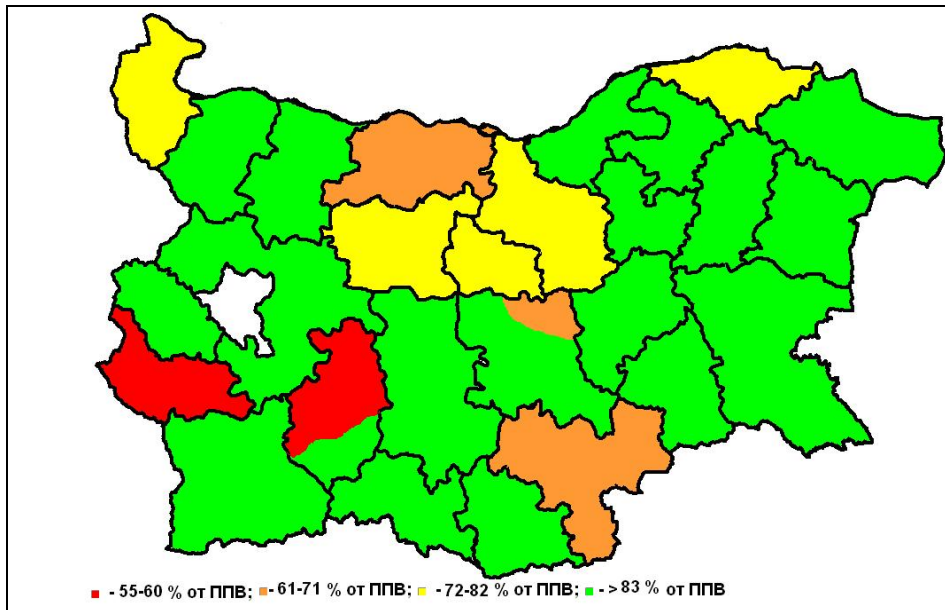 - 55-60 % от ППВ; - 61-71 % от ППВ; - 72-82 % от ППВ; - > 83 % от ППВ